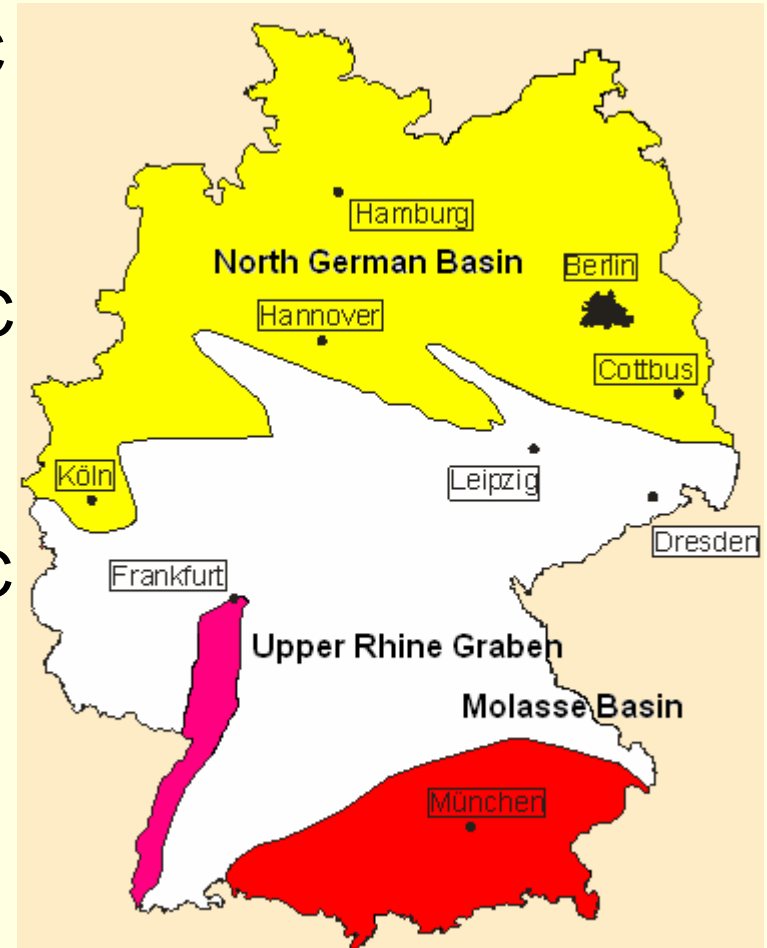 C
Hamburg
North German Basin
Berlin
Hannover
C
Cottbus
Köln
Leipzig
Dresden
Frankfurt
C
Upper Rhine Graben
Molasse Basin
München